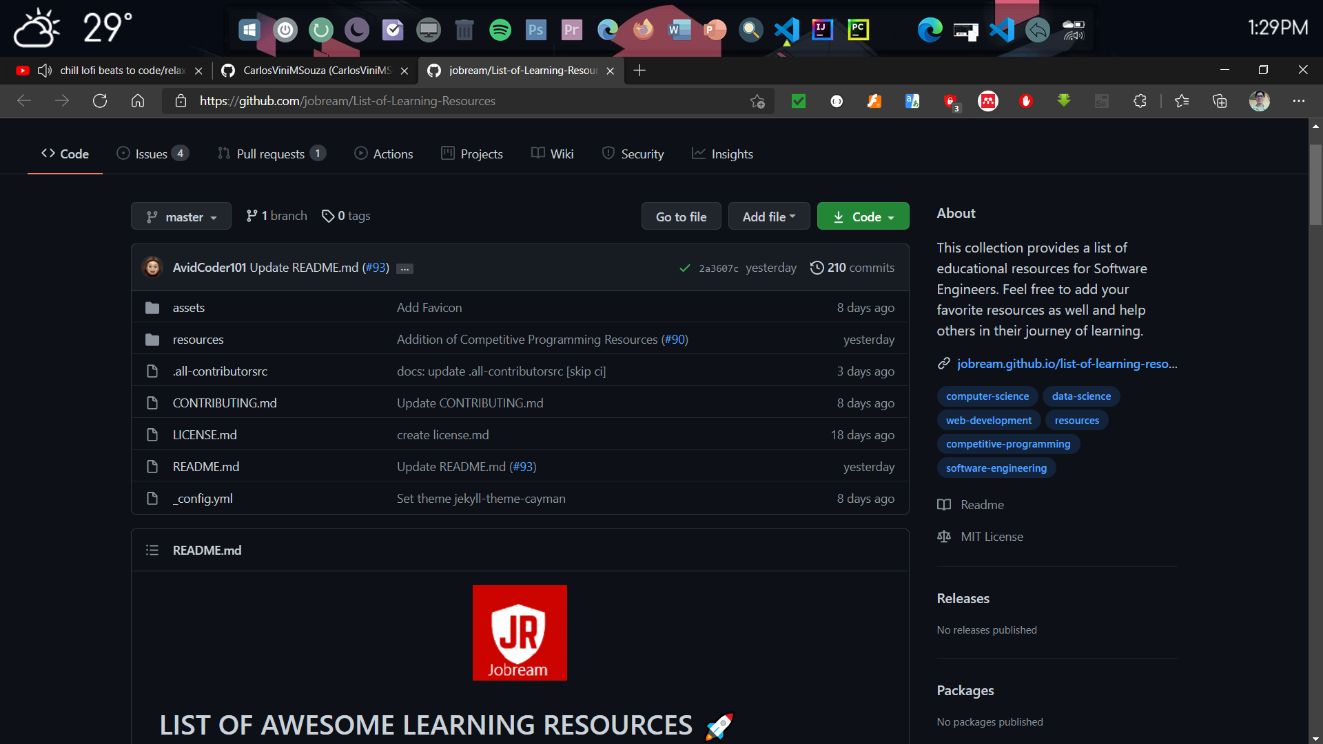 29°
Ps
Pr
IJ
PC
1:29PM
chill lofi beats to code/relax
CarlosViniMSouza (CarlosViniMS
jobream/List-of-Learning-Resour
https://github.com/jobream/List-of-Learning-Resources
3
Code
Issues 4
Pull requests 1
Actions
Projects
Wiki
Security
Insights
master
1 branch
0 tags
Go to file
Add file
Code
AvidCoder101 Update README.md (#93) ...
2a3607c yesterday
210 commits
assets Add Favicon 8 days ago
resources Addition of Competitive Programming Resources (#90) yesterday
.all-contributorsrc docs: update .all-contributorsrc [skip ci] 3 days ago
CONTRIBUTING.md Update CONTRIBUTING.md 8 days ago
LICENSE.md create license.md 18 days ago
README.md Update README.md (#93) yesterday
_config.yml Set theme jekyll-theme-cayman 8 days ago
README.md
JR
Jobream
LIST OF AWESOME LEARNING RESOURCES 🚀
About
This collection provides a list of
educational resources for Software
Engineers. Feel free to add your
favorite resources as well and help
others in their journey of learning.
jobream.github.io/list-of-learning-reso...
computer-science data-science
web-development resources
competitive-programming
software-engineering
Readme
MIT License
Releases
No releases published
Packages
No packages published